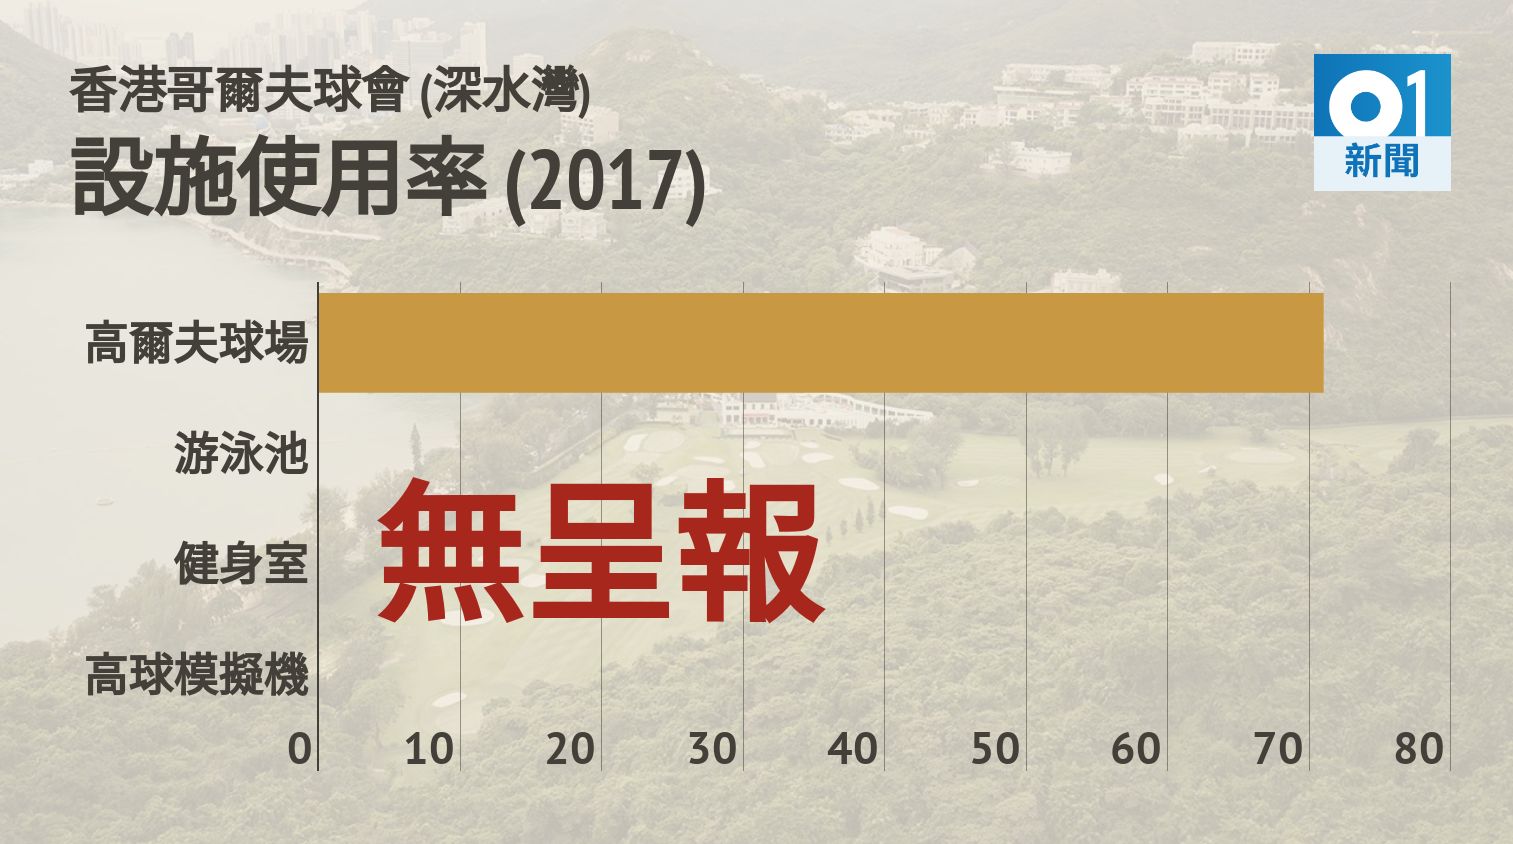 香港哥爾夫球會 (深水灣)
設施使用率 (2017)
01
新聞
高爾夫球場
游泳池
無呈報
健身室
高球模擬機
0 10 20 30 40 50 60 70 80